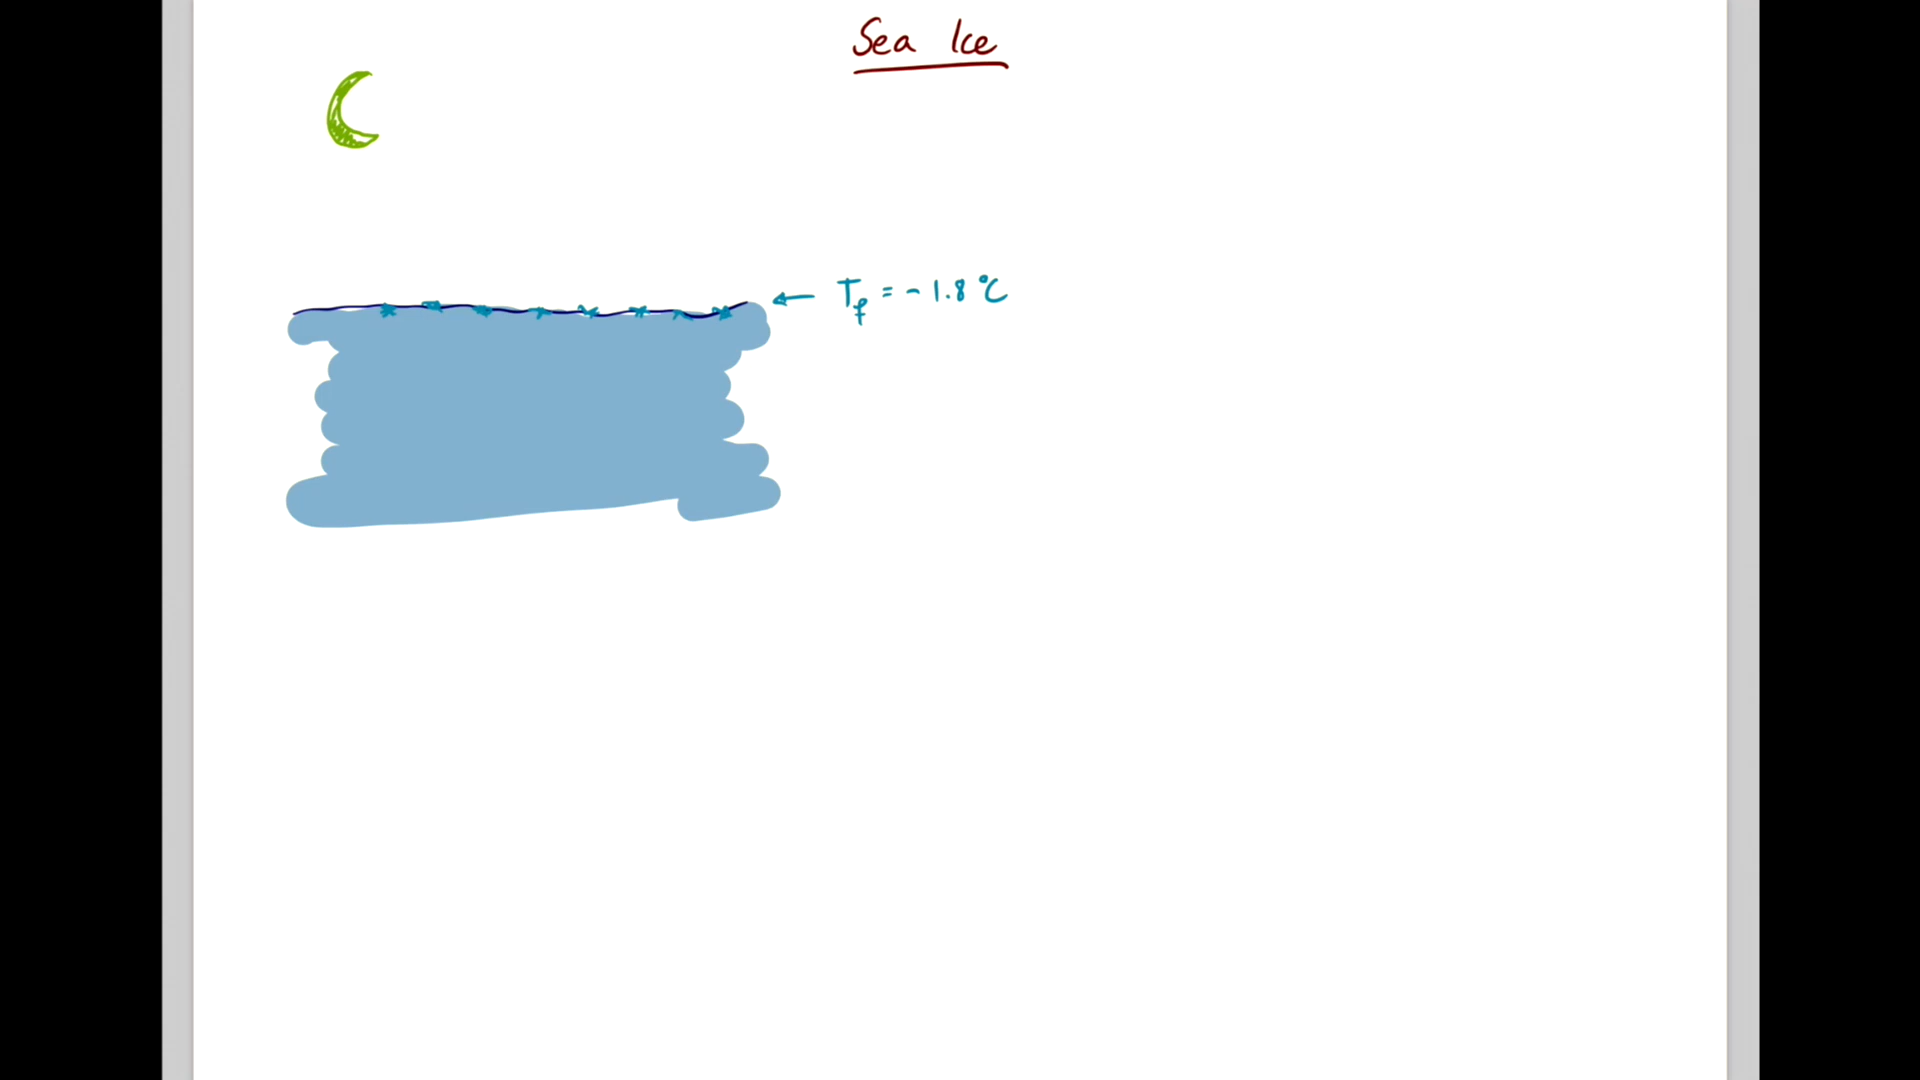 Sea Ice
← T_f = - 1.8 °C